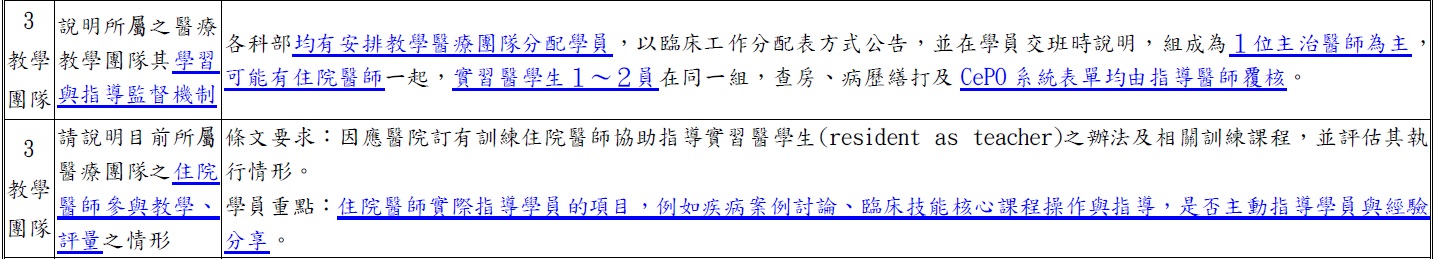 3
教學
團隊
說明所屬之醫療
教學團隊其學習
與指導監督機制
各科部均有安排教學醫療團隊分配學員，以臨床工作分配表方式公告，並在學員交班時說明，組成為１位主治醫師為主，
可能有住院醫師一起，實習醫學生１～２員在同一組，查房、病歷繕打及 CePO 系統表單均由指導醫師覆核。
3
教學
團隊
請說明目前所屬
醫療團隊之住院
醫師參與教學、
評量之情形
條文要求：因應醫院訂有訓練住院醫師協助指導實習醫學生(resident as teacher)之辦法及相關訓練課程，並評估其執
行情形。
學員重點：住院醫師實際指導學員的項目，例如疾病案例討論、臨床技能核心課程操作與指導，是否主動指導學員與經驗
分享。